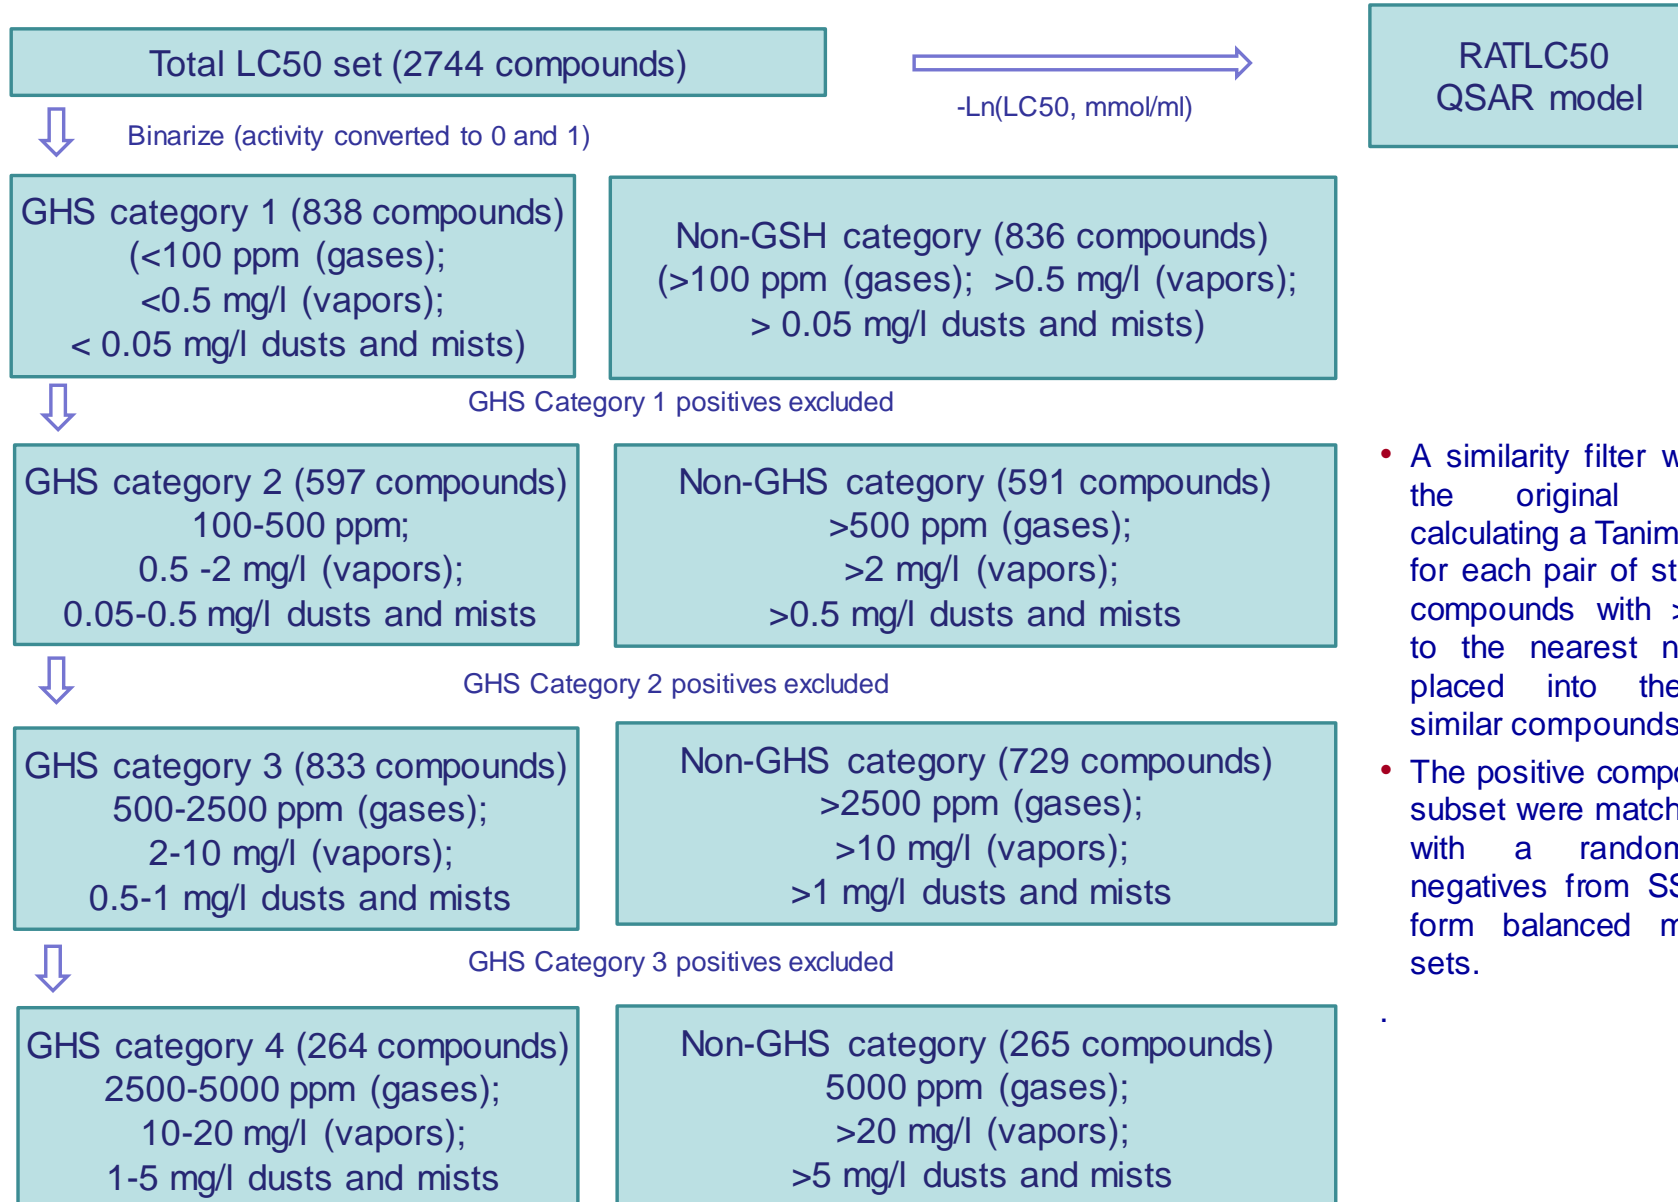 Total LC50 set (2744 compounds)
-Ln(LC50, mmol/ml)
RATLC50
QSAR model
Binarize (activity converted to 0 and 1)
GHS category 1 (838 compounds)
(<100 ppm (gases);
<0.5 mg/l (vapors);
< 0.05 mg/l dusts and mists)
Non-GSH category (836 compounds)
(>100 ppm (gases); >0.5 mg/l (vapors);
> 0.05 mg/l dusts and mists)
GHS Category 1 positives excluded
GHS category 2 (597 compounds)
100-500 ppm;
0.5 -2 mg/l (vapors);
0.05-0.5 mg/l dusts and mists
Non-GHS category (591 compounds)
>500 ppm (gases);
>2 mg/l (vapors);
>0.5 mg/l dusts and mists
GHS Category 2 positives excluded
GHS category 3 (833 compounds)
500-2500 ppm (gases);
2-10 mg/l (vapors);
0.5-1 mg/l dusts and mists
Non-GHS category (729 compounds)
>2500 ppm (gases);
>10 mg/l (vapors);
>1 mg/l dusts and mists
GHS Category 3 positives excluded
GHS category 4 (264 compounds)
2500-5000 ppm (gases);
10-20 mg/l (vapors);
1-5 mg/l dusts and mists
Non-GHS category (265 compounds)
5000 ppm (gases);
>20 mg/l (vapors);
>5 mg/l dusts and mists
• A similarity filter
the original
calculating a
for each pair of
compounds with
to the nearest
placed into
similar compounds
• The positive
subset were
with a
negatives from
form balanced
sets.
.